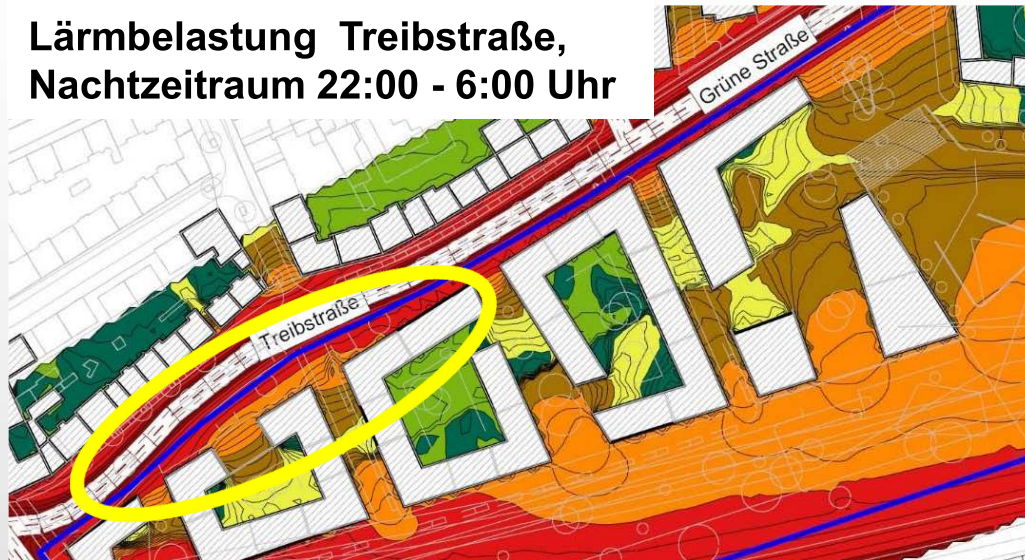 Lärmbelastung Treibstraße,
Nachtzeitraum 22:00 - 6:00 Uhr
Grüne Straße
Treibstraße